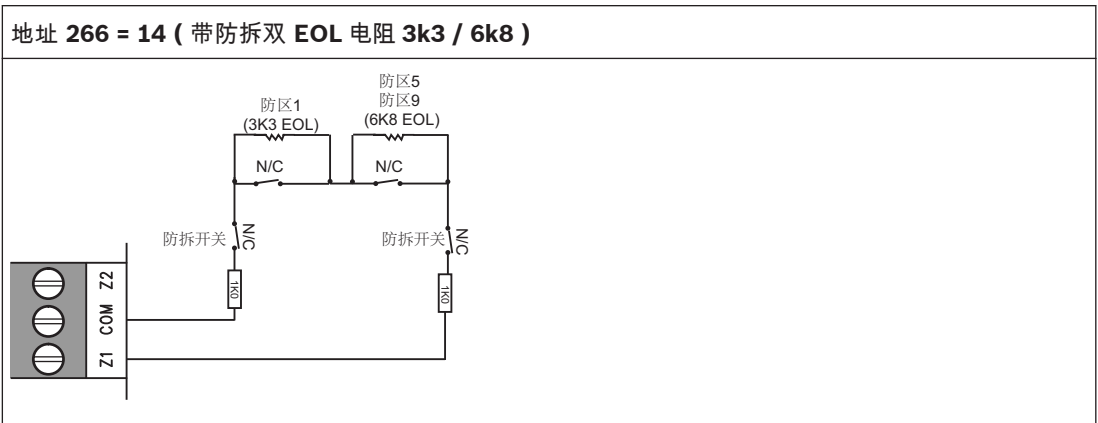 地址 266 = 14 ( 带防拆双 EOL 电阻 3k3 / 6k8 )
防区1
(3K3 EOL)
防区5
防区9
(6K8 EOL)
N/C
N/C
防拆开关
N/C
防拆开关
N/C
1K0
1K0
Z2
COM
Z1